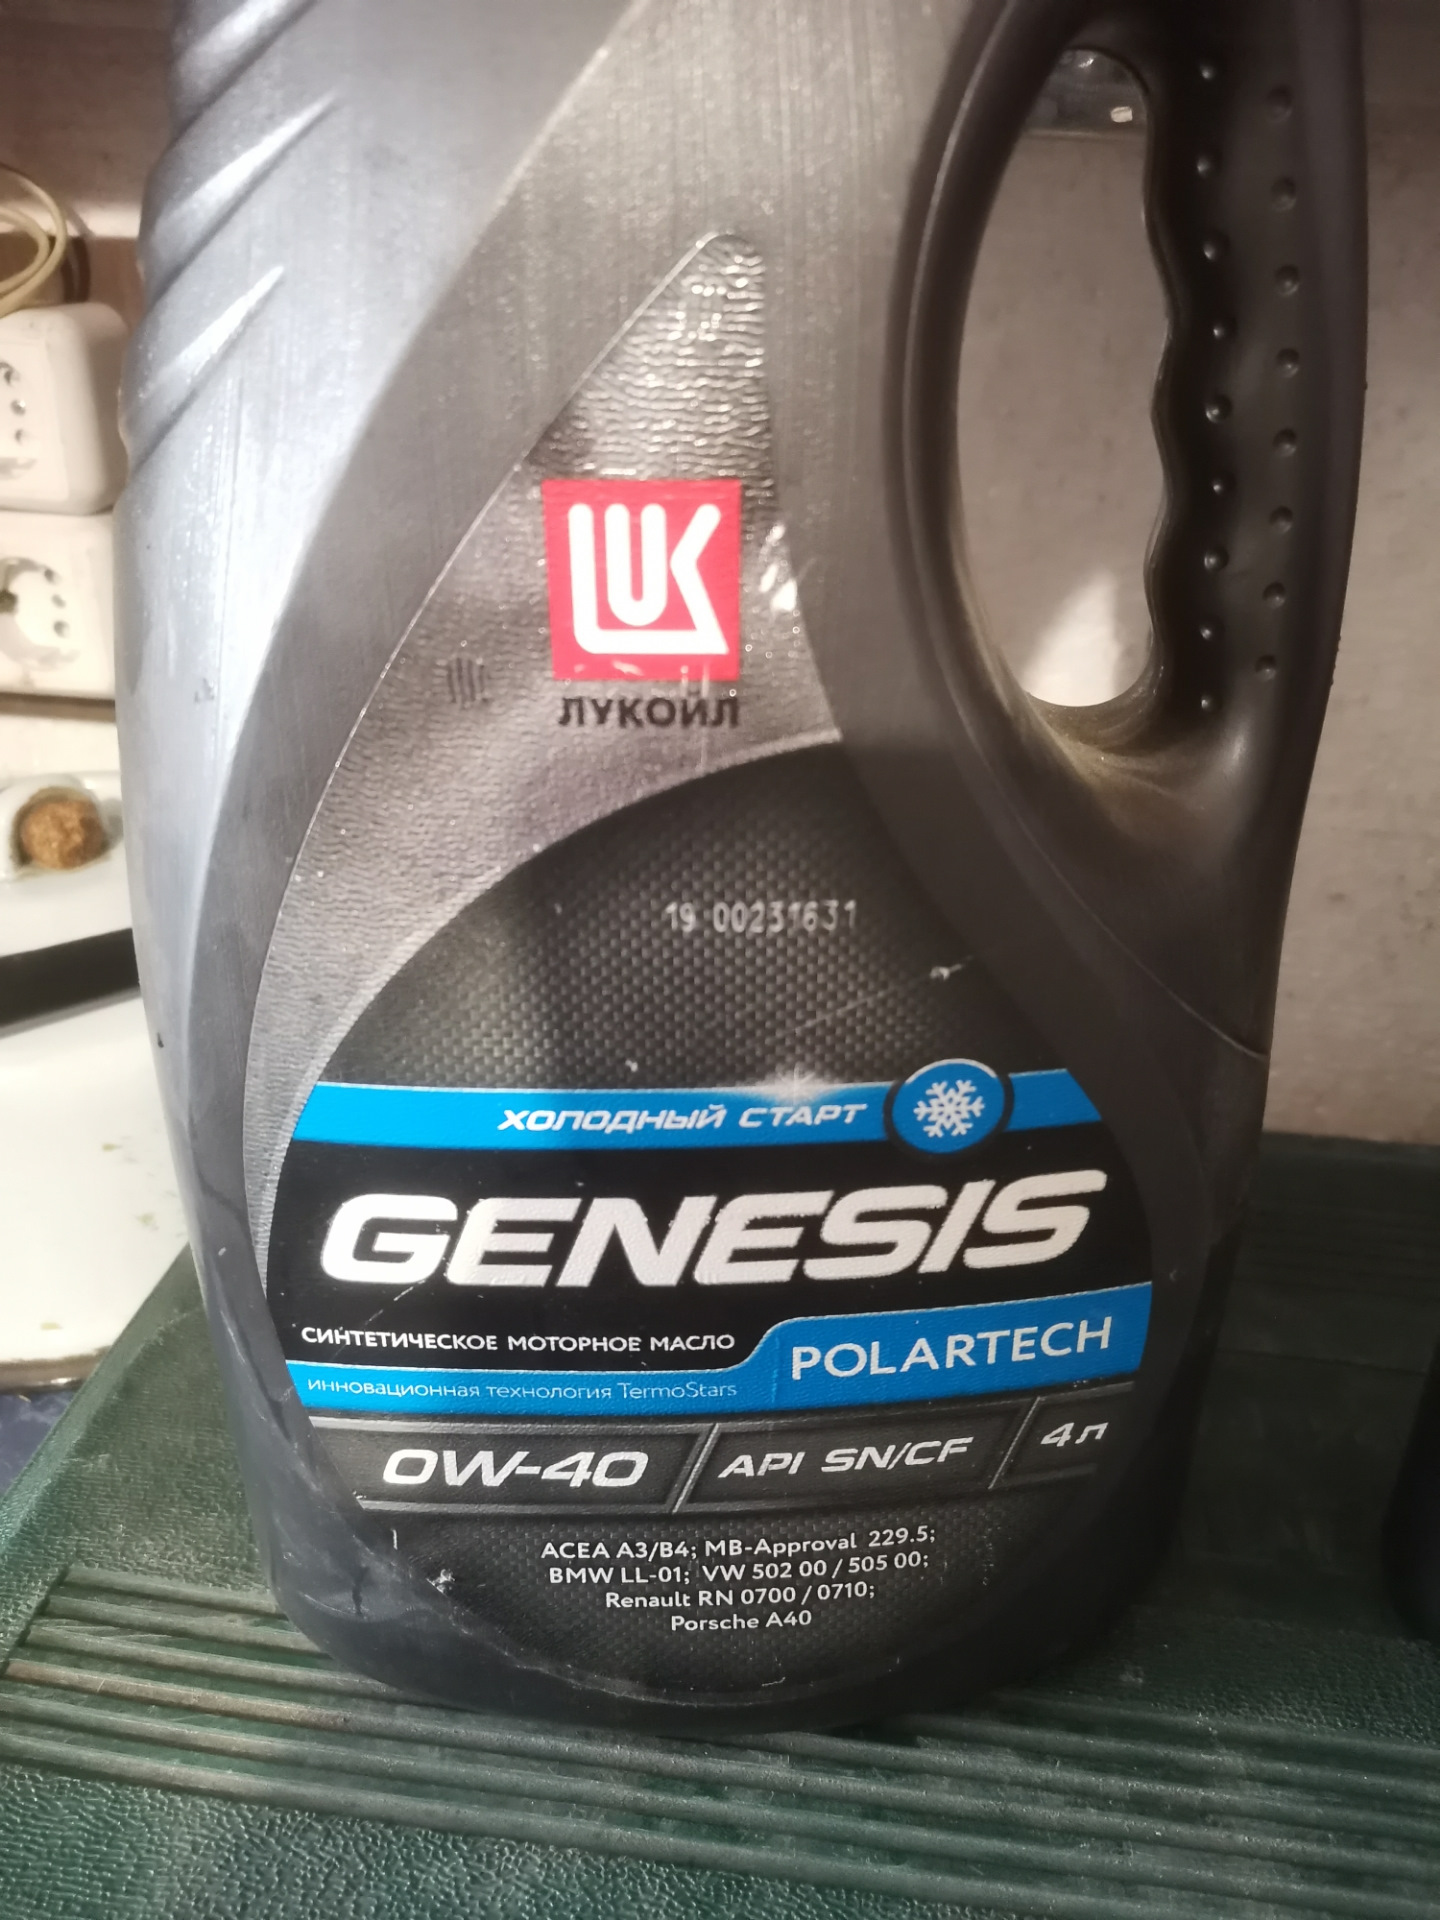 LUK
ЛУКОЙЛ
19 00231631
ХОЛОДНЫЙ СТАРТ
GENESIS
СИНТЕТИЧЕСКОЕ МОТОРНОЕ МАСЛО
POLARTECH
ИННОВАЦИОННАЯ ТЕХНОЛОГИЯ TermoStars
0W-40
API SN/CF
4 л
ACEA A3/B4; MB-Approval 229.5;
BMW LL-01; VW 502 00 / 505 00;
Renault RN 0700 / 0710;
Porsche A40